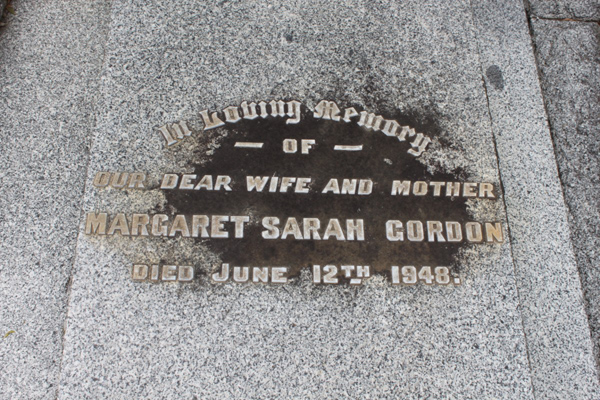 In Loving Memory
— OF —
OUR DEAR WIFE AND MOTHER
MARGARET SARAH GORDON
DIED JUNE 12TH 1948.